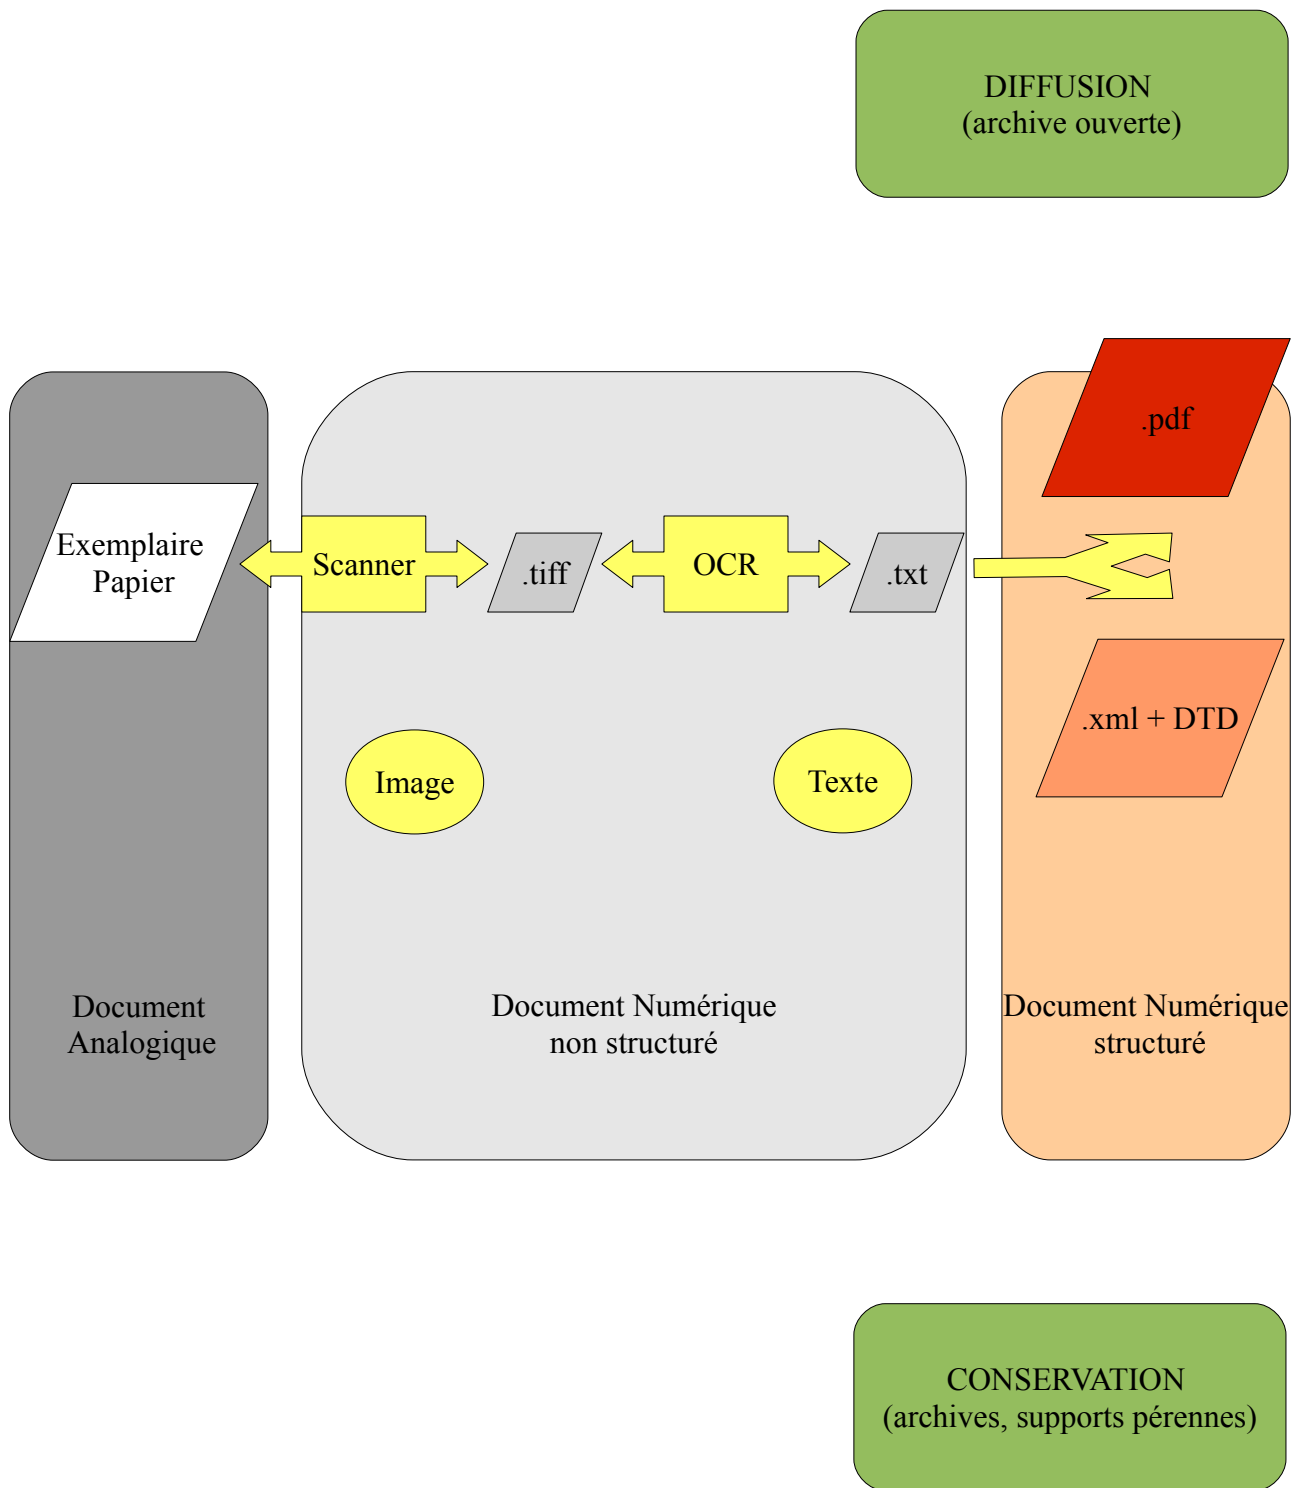 DIFFUSION
(archive ouverte)
.pdf
Exemplaire
Papier
Scanner
.tiff
OCR
.txt
.xml + DTD
Image
Texte
Document
Analogique
Document Numérique
non structuré
Document Numérique
structuré
CONSERVATION
(archives, supports pérennes)